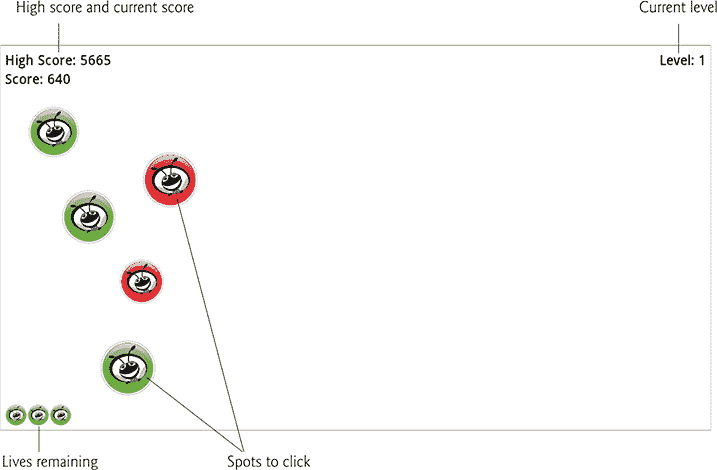 High score and current score
Current level
High Score: 5665
Level: 1
Score: 640
Lives remaining
Spots to click